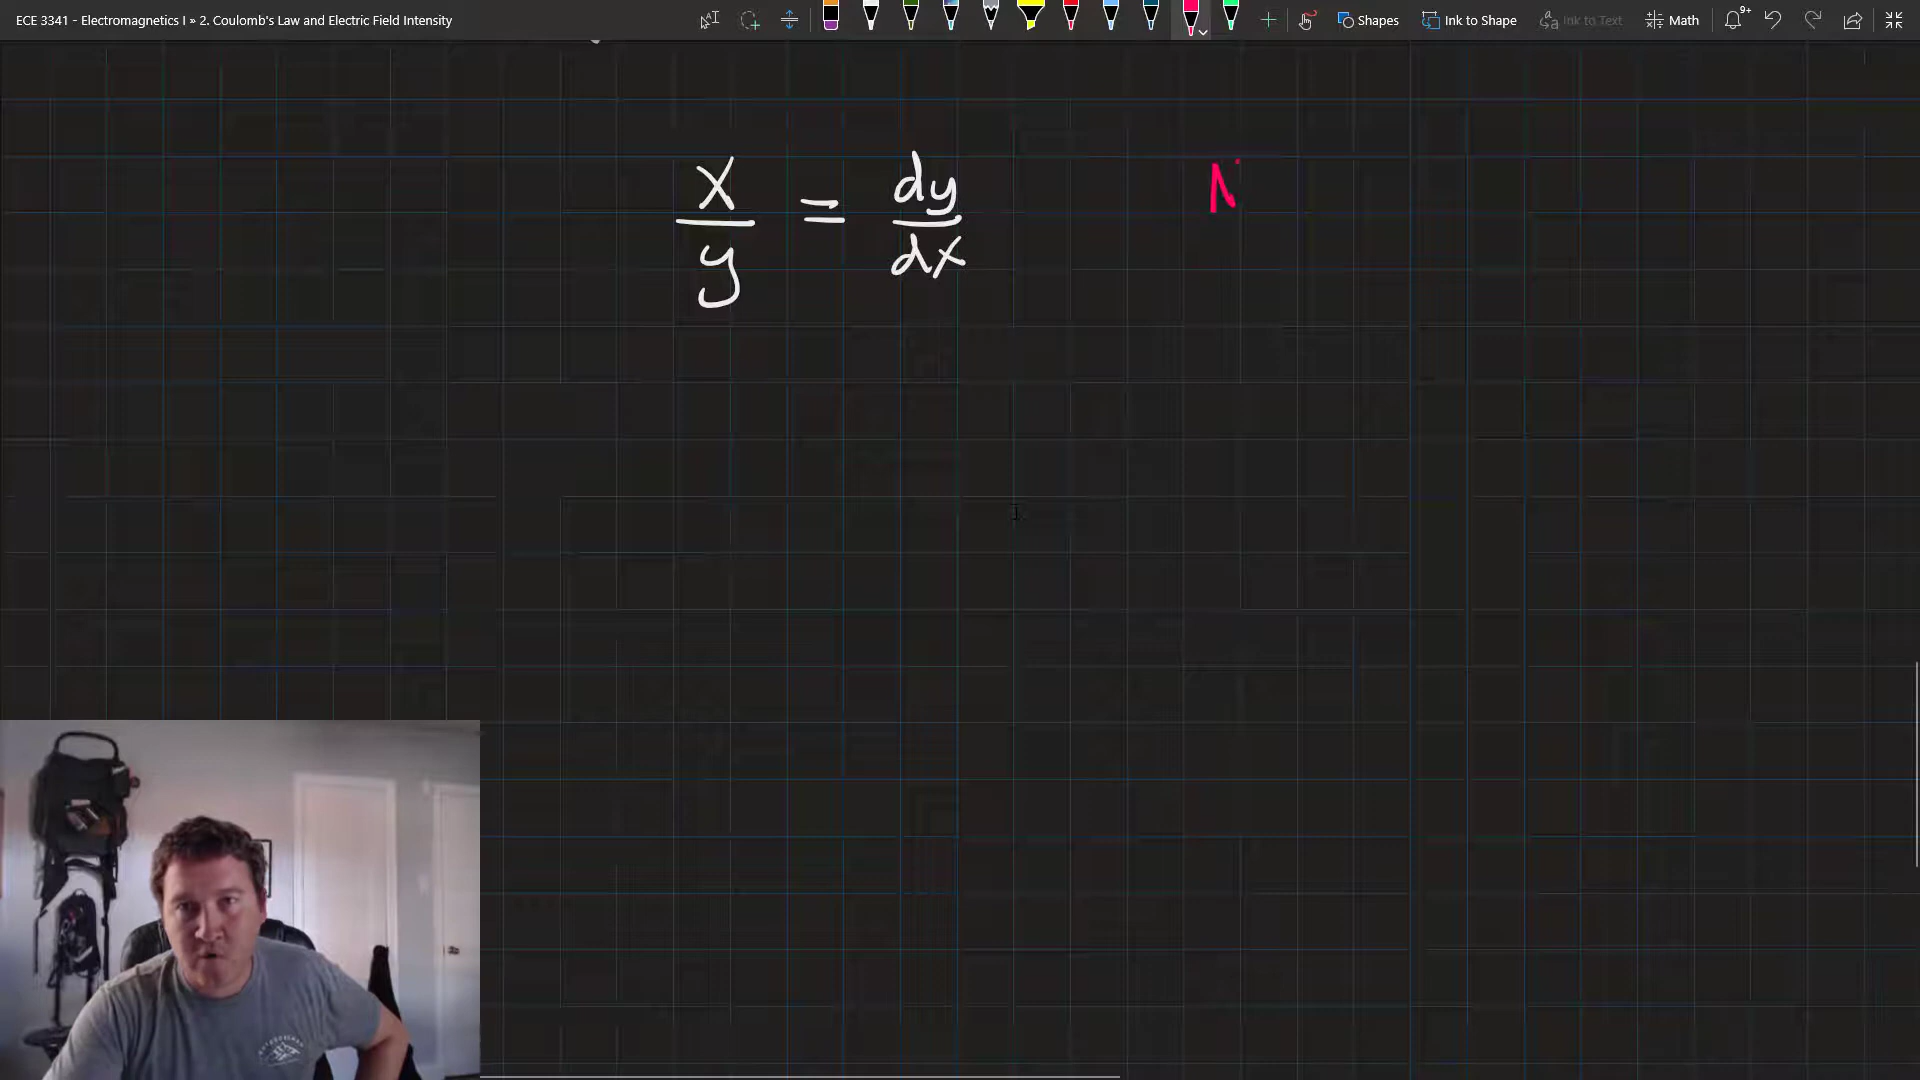 ECE 3341 - Electromagnetics I » 2. Coulomb's Law and Electric Field Intensity
Shapes
Ink to Shape
Ink to Text
Math
9+
x/y = dy/dx
N